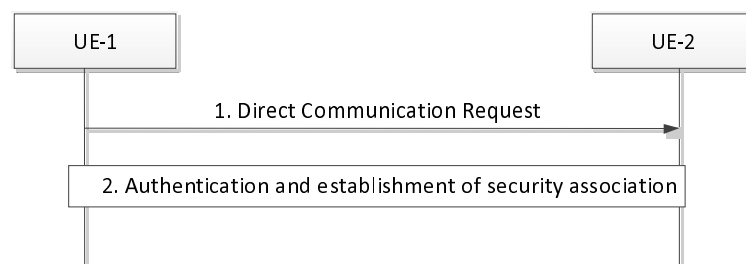 UE-1
UE-2
1. Direct Communication Request
2. Authentication and establishment of security association